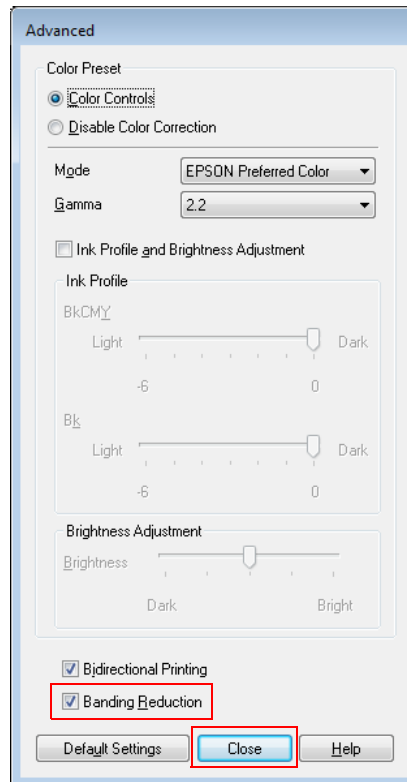 Advanced
Color Preset
Color Controls
Disable Color Correction
Mode EPSON Preferred Color
Gamma 2.2
Ink Profile and Brightness Adjustment
Ink Profile
BkCMY
Light Dark
-6 0
Bk
Light Dark
-6 0
Brightness Adjustment
Brightness
Dark Bright
Bidirectional Printing
Banding Reduction
Default Settings Close Help